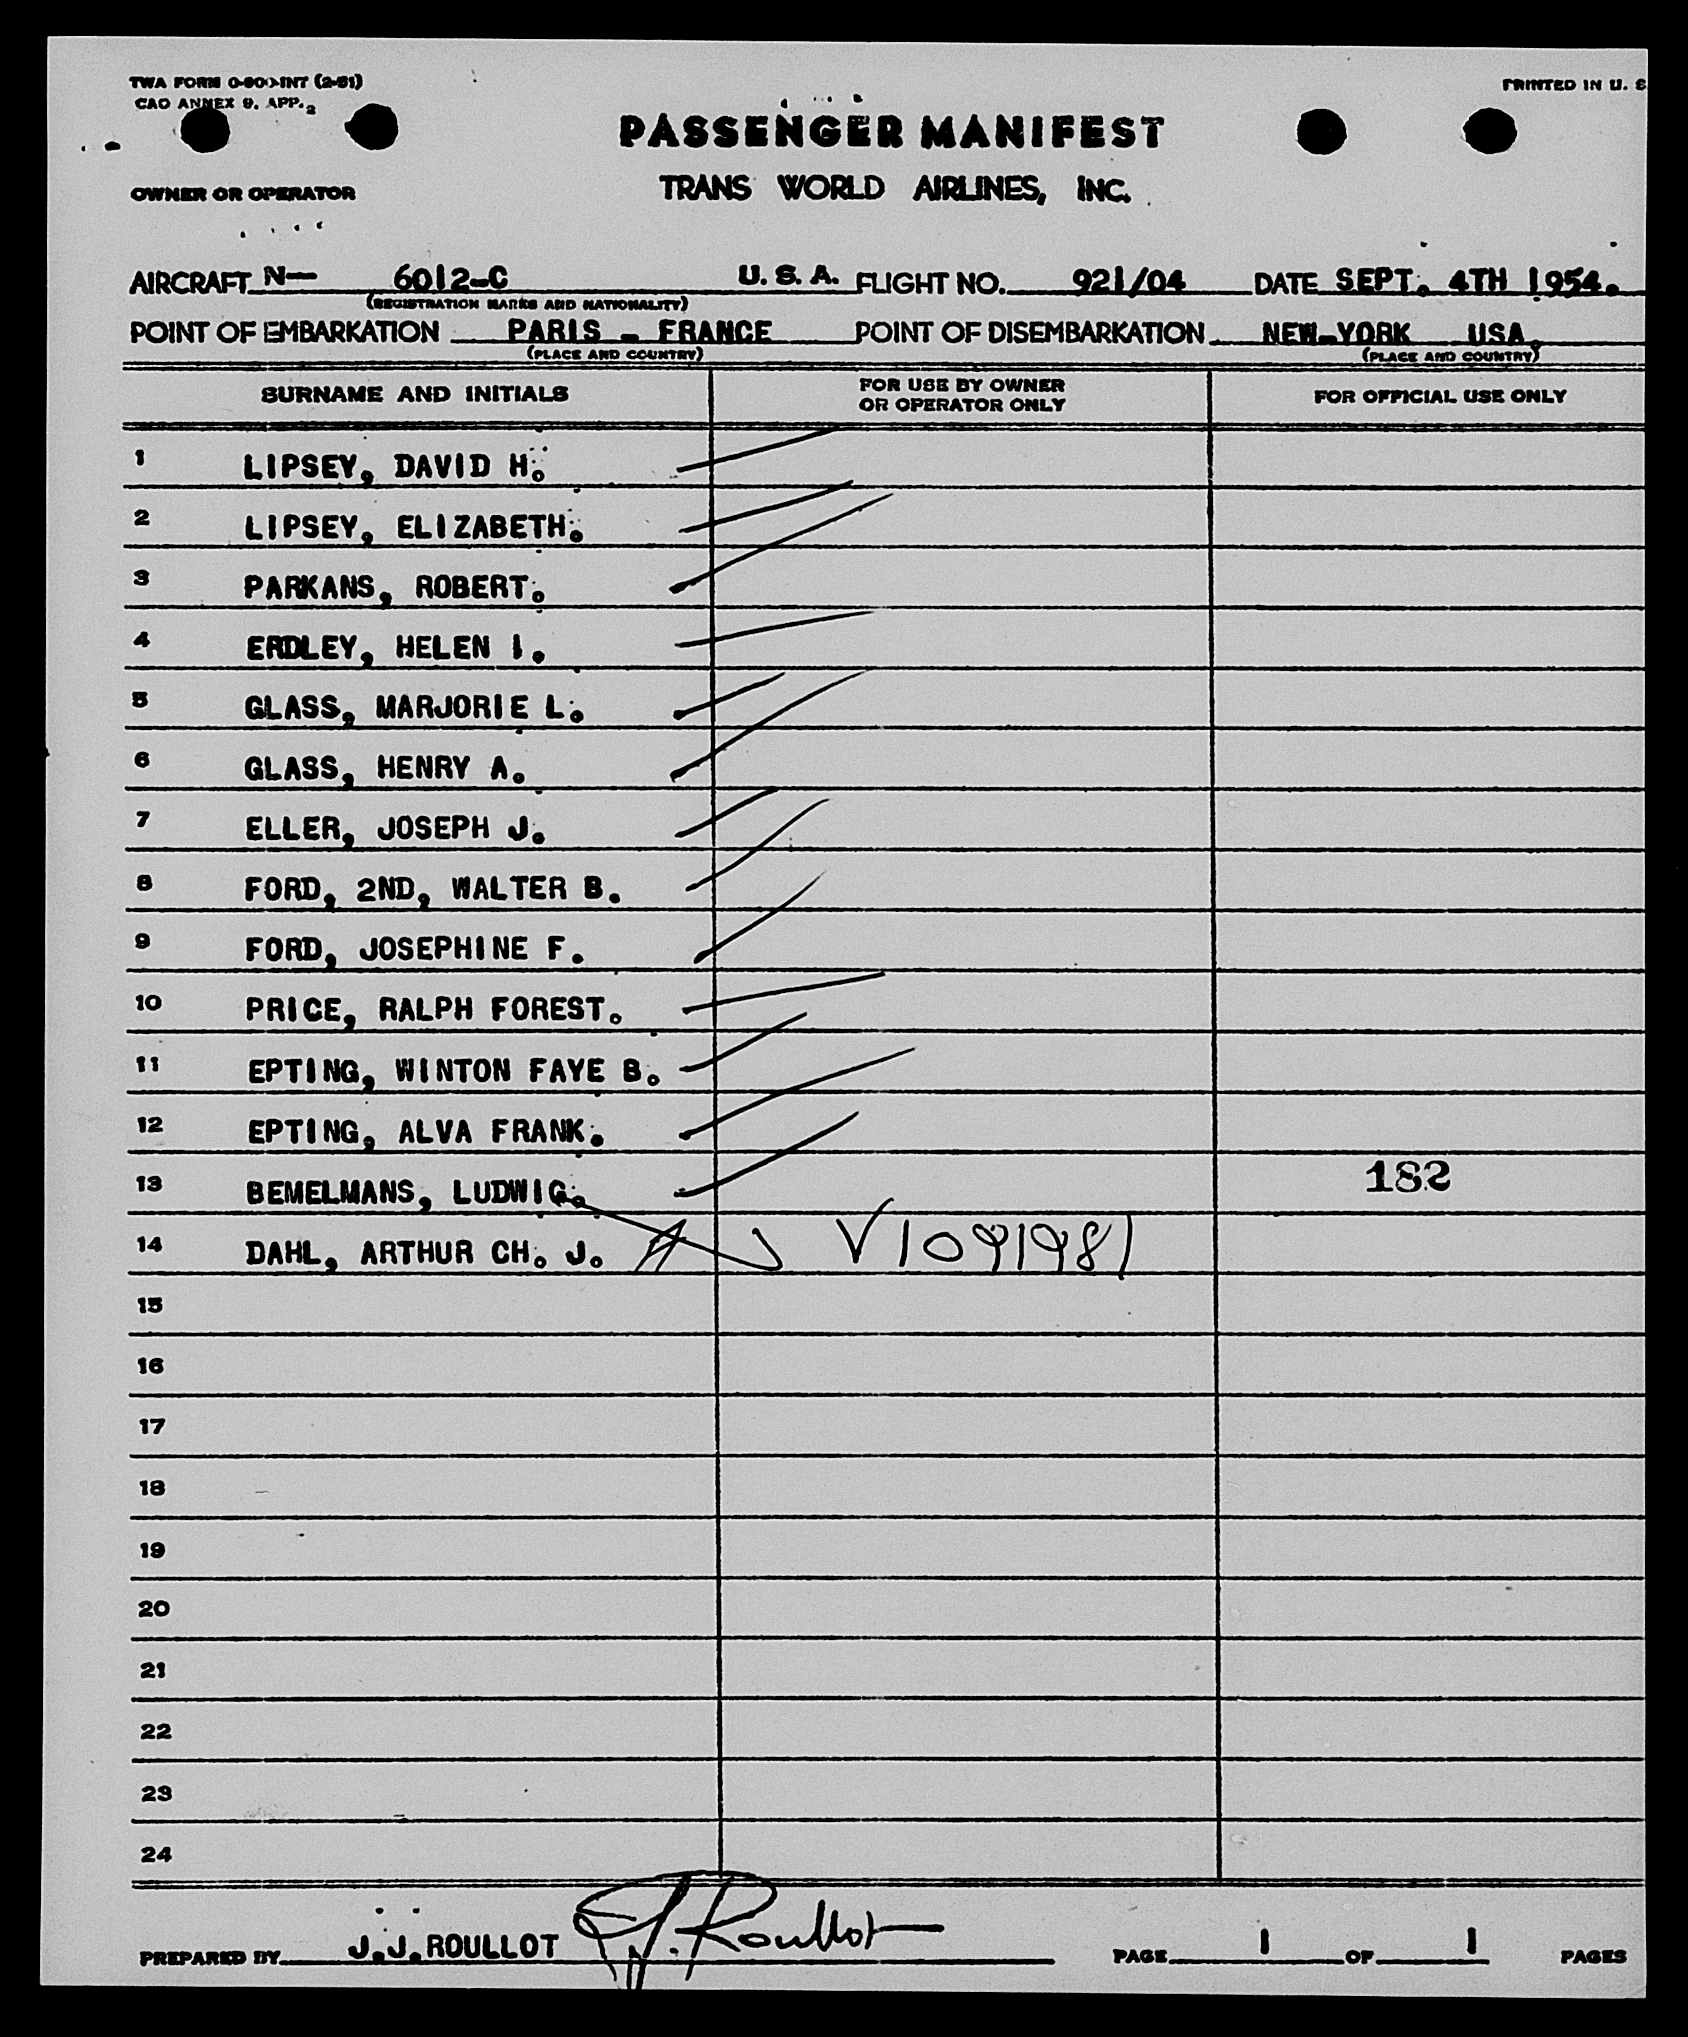 TWA FORM 0-800-INT (2-51)
CAO ANNEX 9, APP. 2
PRINTED IN U. S
PASSENGER MANIFEST
TRANS WORLD AIRLINES, INC.
OWNER OR OPERATOR
AIRCRAFT N— 6012-C U. S. A. FLIGHT NO. 921/04 DATE SEPT. 4TH 1954.
(REGISTRATION MARKS AND NATIONALITY)
POINT OF EMBARKATION PARIS - FRANCE POINT OF DISEMBARKATION NEW-YORK USA.
(PLACE AND COUNTRY) (PLACE AND COUNTRY)
SURNAME AND INITIALS FOR USE BY OWNER OR OPERATOR ONLY FOR OFFICIAL USE ONLY
1 LIPSEY, DAVID H.
2 LIPSEY, ELIZABETH.
3 PARKANS, ROBERT.
4 ERDLEY, HELEN I.
5 GLASS, MARJORIE L.
6 GLASS, HENRY A.
7 ELLER, JOSEPH J.
8 FORD, 2ND, WALTER B.
9 FORD, JOSEPHINE F.
10 PRICE, RALPH FOREST.
11 EPTING, WINTON FAYE B.
12 EPTING, ALVA FRANK.
13 BEMELMANS, LUDWIG. 182
14 DAHL, ARTHUR CH. J. V1091981
15
16
17
18
19
20
21
22
23
24
PREPARED BY J.J.ROULLOT J.J. Roullot PAGE 1 OF 1 PAGES